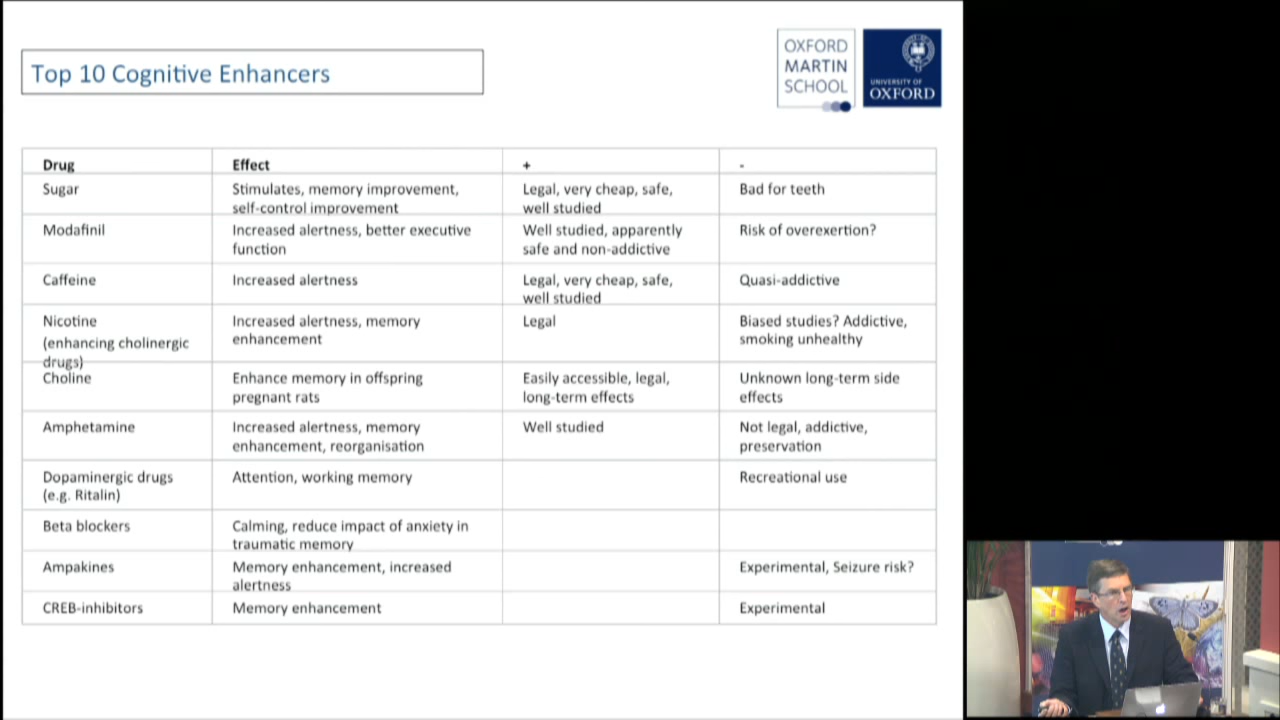 Top 10 Cognitive Enhancers
OXFORD
MARTIN
SCHOOL
UNIVERSITY OF
OXFORD
Drug Effect + -
Sugar Stimulates, memory improvement, Legal, very cheap, safe, Bad for teeth
self-control improvement well studied
Modafinil Increased alertness, better executive Well studied, apparently Risk of overexertion?
function safe and non-addictive
Caffeine Increased alertness Legal, very cheap, safe, Quasi-addictive
well studied
Nicotine Increased alertness, memory Legal Biased studies? Addictive,
(enhancing cholinergic enhancement smoking unhealthy
drugs)
Choline Enhance memory in offspring Easily accessible, legal, Unknown long-term side
pregnant rats long-term effects effects
Amphetamine Increased alertness, memory Well studied Not legal, addictive,
enhancement, reorganisation preservation
Dopaminergic drugs Attention, working memory Recreational use
(e.g. Ritalin)
Beta blockers Calming, reduce impact of anxiety in
traumatic memory
Ampakines Memory enhancement, increased Experimental, Seizure risk?
alertness
CREB-inhibitors Memory enhancement Experimental